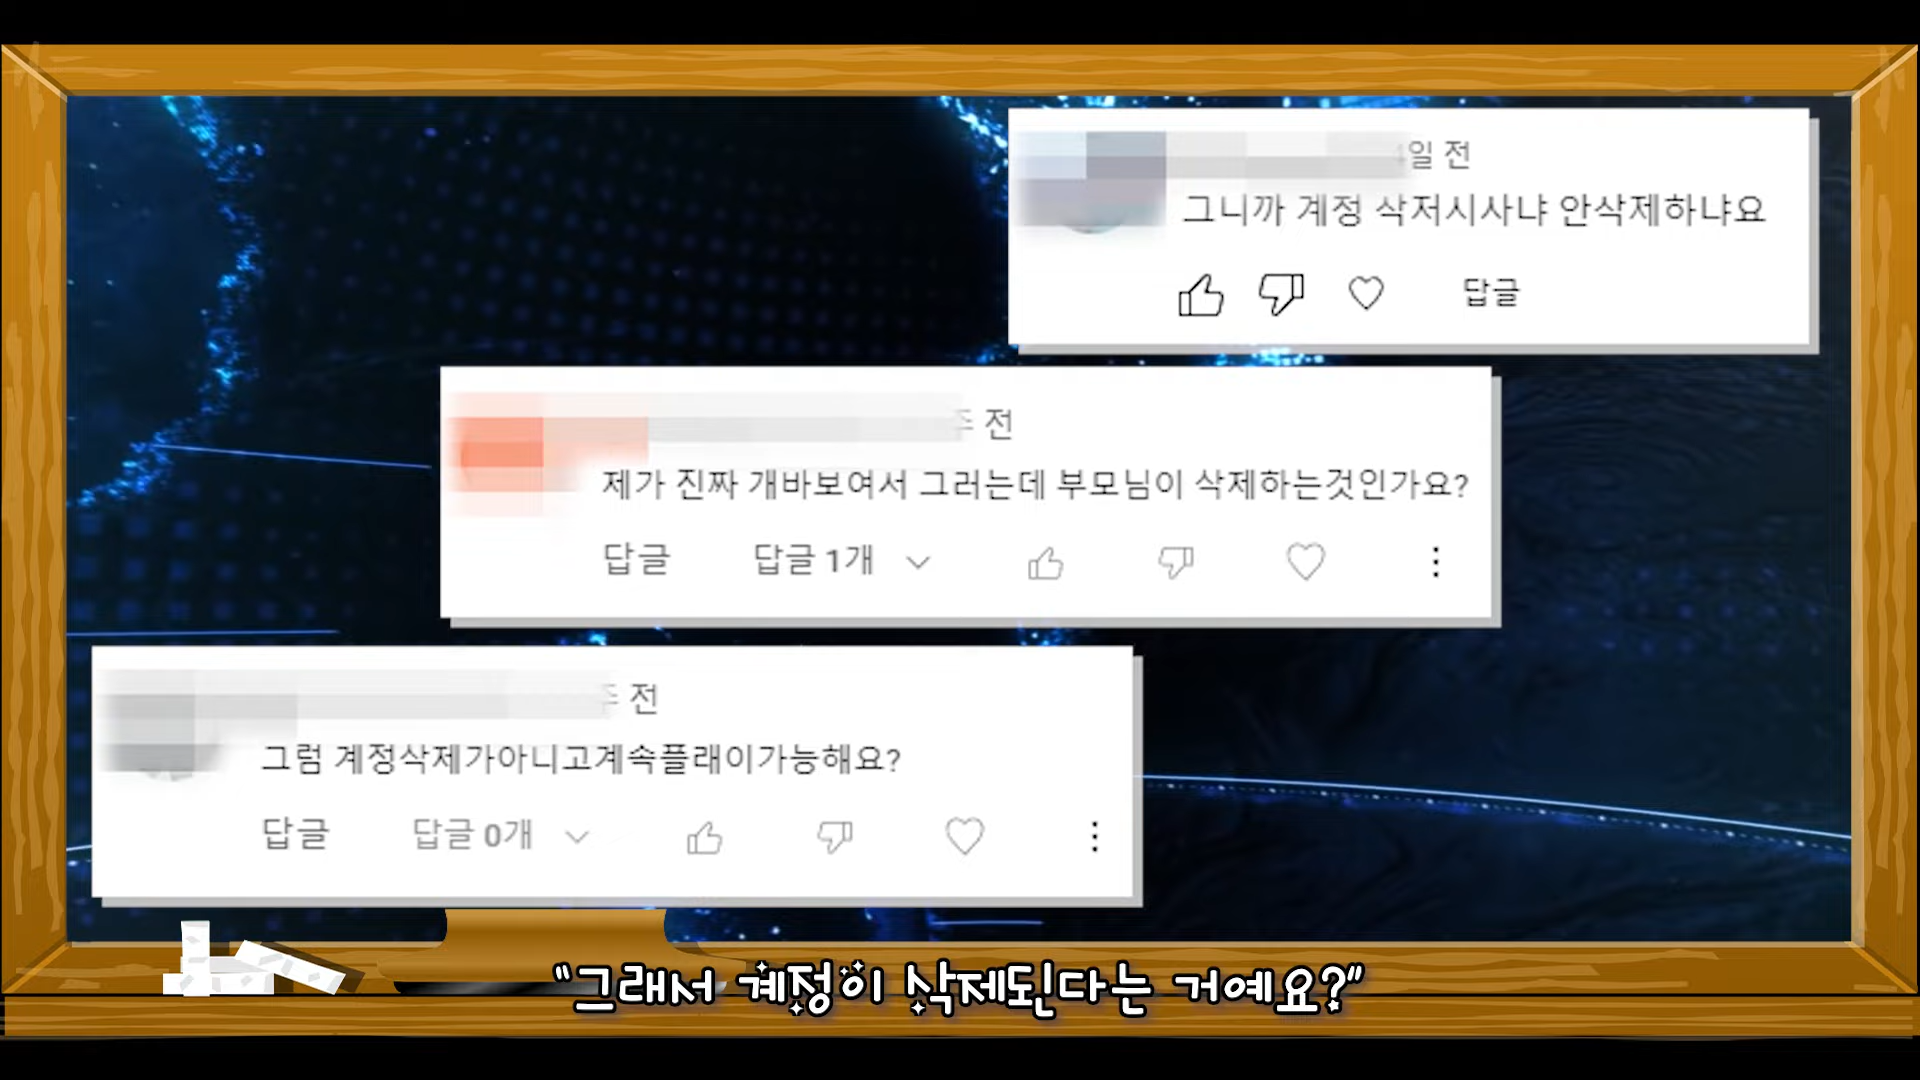 일 전
그니까 계정 삭저시사냐 안삭제하냐요
답글
전
제가 진짜 개바보여서 그러는데 부모님이 삭제하는것인가요?
답글 답글 1개
전
그럼 계정삭제가아니고계속플래이가능해요?
답글 답글 0개
"그래서 계정이 삭제된다는 거예요?"